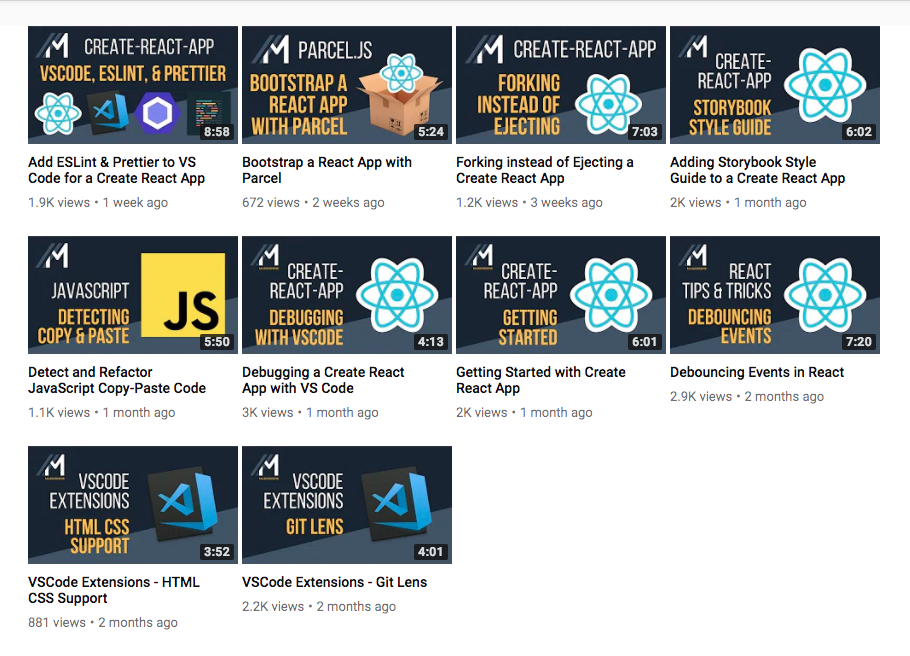 M CREATE-REACT-APP
VSCODE, ESLINT, & PRETTIER
8:58
Add ESLint & Prettier to VS
Code for a Create React App
1.9K views • 1 week ago
M PARCEL.JS
BOOTSTRAP A
REACT APP
WITH PARCEL
5:24
Bootstrap a React App with
Parcel
672 views • 2 weeks ago
M CREATE-REACT-APP
FORKING
INSTEAD OF
EJECTING
7:03
Forking instead of Ejecting a
Create React App
1.2K views • 3 weeks ago
M
CREATE-
REACT-APP
STORYBOOK
STYLE GUIDE
6:02
Adding Storybook Style
Guide to a Create React App
2K views • 1 month ago
M
JAVASCRIPT
DETECTING
COPY & PASTE
JS
5:50
Detect and Refactor
JavaScript Copy-Paste Code
1.1K views • 1 month ago
M
CREATE-
REACT-APP
DEBUGGING
WITH VSCODE
4:13
Debugging a Create React
App with VS Code
3K views • 1 month ago
M
CREATE-
REACT-APP
GETTING
STARTED
6:01
Getting Started with Create
React App
2K views • 1 month ago
M
REACT
TIPS & TRICKS
DEBOUNCING
EVENTS
7:20
Debouncing Events in React
2.9K views • 2 months ago
M
VSCODE
EXTENSIONS
HTML CSS
SUPPORT
3:52
VSCode Extensions - HTML
CSS Support
881 views • 2 months ago
M
VSCODE
EXTENSIONS
GIT LENS
4:01
VSCode Extensions - Git Lens
2.2K views • 2 months ago